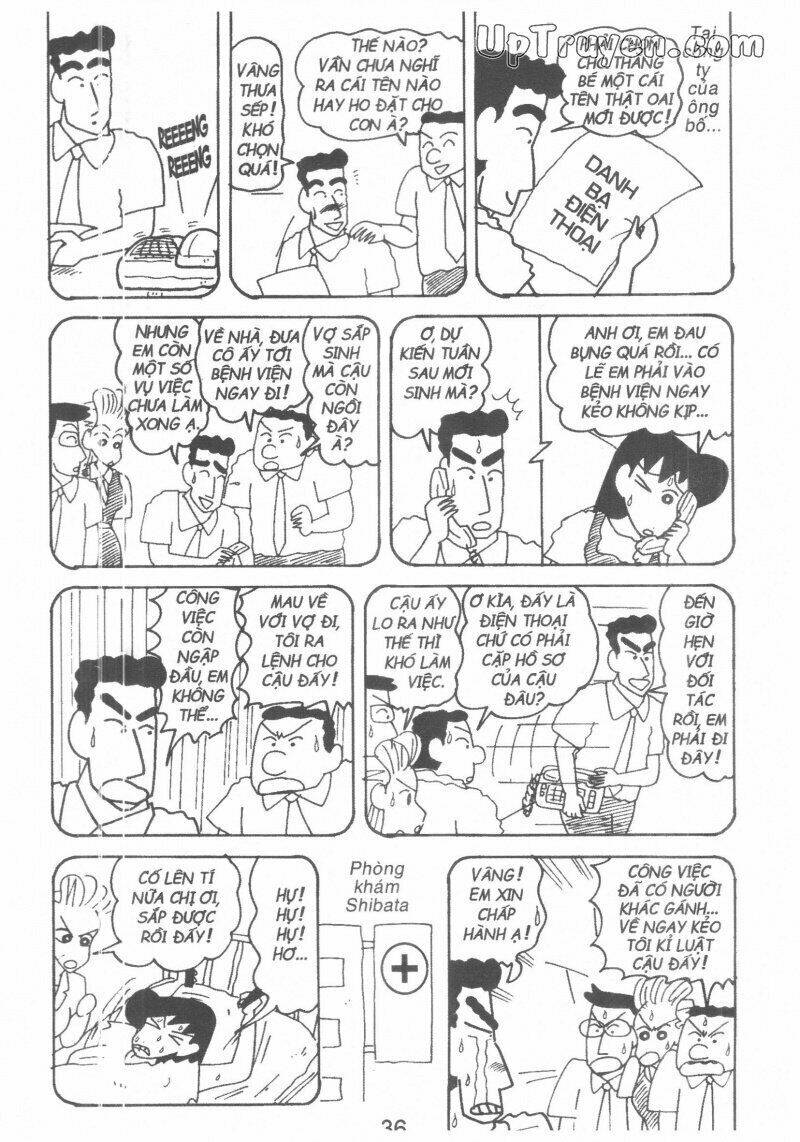 UpTruyen.com
Tại
ty
của
ông
bố...
CHO THẰNG
BÉ MỘT CÁI
TÊN THẬT OAI
MỚI ĐƯỢC!
DANH
BẠ
ĐIỆN
THOẠI
THẾ NÀO?
VẪN CHƯA NGHĨ
RA CÁI TÊN NÀO
HAY HO ĐẶT CHO
CON À?
VÂNG
THƯA
SẾP!
KHÓ
CHỌN
QUÁ!
REEEENG
REEENG
ANH ƠI, EM ĐAU
BỤNG QUÁ RỒI... CÓ
LẼ EM PHẢI VÀO
BỆNH VIỆN NGAY
KẺO KHÔNG KỊP...
Ơ, DỰ
KIẾN TUẦN
SAU MỚI
SINH MÀ?
VỢ SẮP
SINH
MÀ CẬU
CÒN
NGỒI
ĐÂY
À?
VỀ NHÀ, ĐƯA
CÔ ẤY TỚI
BỆNH VIỆN
NGAY ĐI!
NHƯNG
EM CÒN
MỘT SỐ
VỤ VIỆC
CHƯA LÀM
XONG Ạ.
ĐẾN
GIỜ
HẸN
VỚI
ĐỐI
TÁC
RỒI, EM
PHẢI ĐI
ĐÂY!
Ơ KÌA, ĐẤY LÀ
ĐIỆN THOẠI
CHỨ CÓ PHẢI
CẶP HỒ SƠ
CỦA CẬU
ĐÂU?
CẬU ẤY
LO RA NHƯ
THẾ THÌ
KHÓ LÀM
VIỆC.
MAU VỀ
VỚI VỢ ĐI,
TÔI RA
LỆNH CHO
CẬU ĐẤY!
CÔNG
VIỆC
CÒN
NGẬP
ĐẦU, EM
KHÔNG
THỂ...
CÔNG VIỆC
ĐÃ CÓ NGƯỜI
KHÁC GÁNH...
VỀ NGAY KẺO
TÔI KỈ LUẬT
CẬU ĐẤY!
VÂNG!
EM XIN
CHẤP
HÀNH Ạ!
Phòng
khám
Shibata
HỰ!
HỰ!
HỰ!
HƠ...
CỐ LÊN TÍ
NỮA CHỊ ƠI,
SẮP ĐƯỢC
RỒI ĐẤY!
36